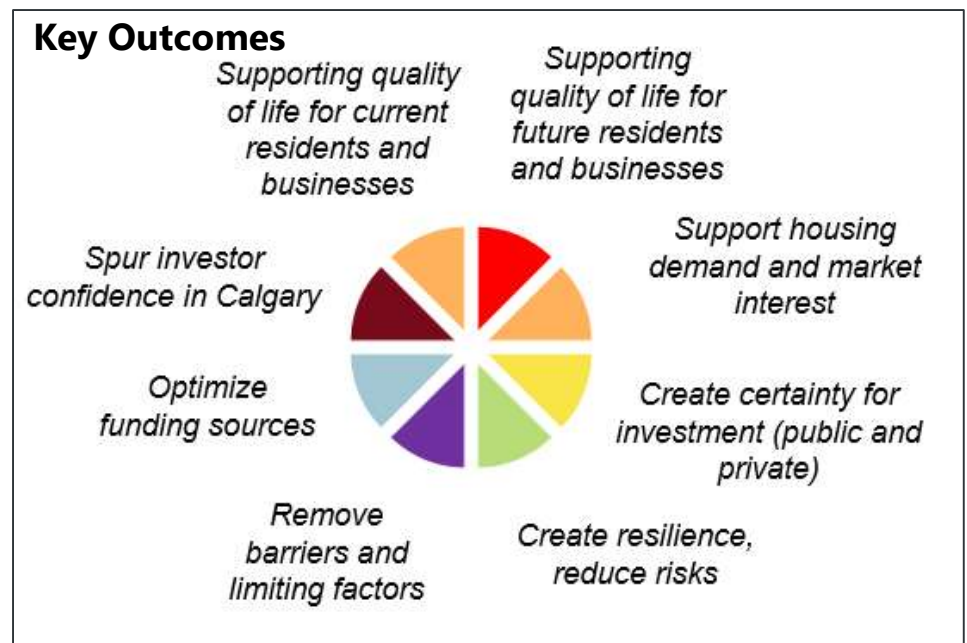 Key Outcomes
Supporting quality
of life for current
residents and
businesses
Supporting
quality of life for
future residents
and businesses
Support housing
demand and market
interest
Create certainty for
investment (public and
private)
Create resilience,
reduce risks
Remove
barriers and
limiting factors
Optimize
funding sources
Spur investor
confidence in Calgary